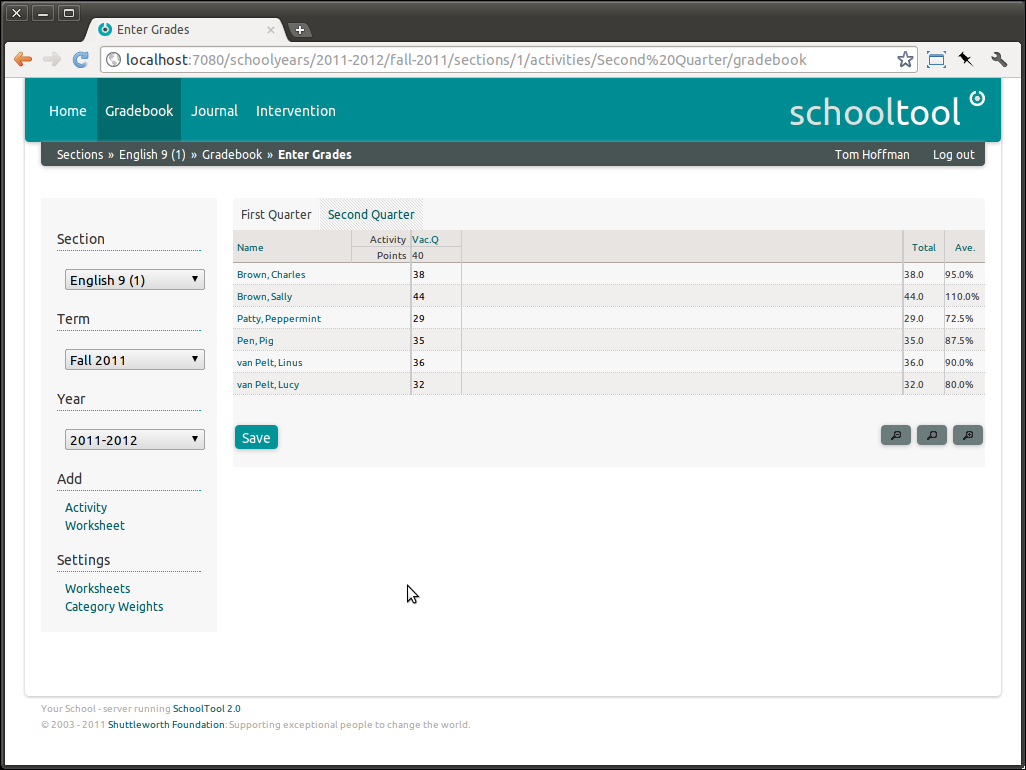 Enter Grades
localhost:7080/schoolyears/2011-2012/fall-2011/sections/1/activities/Second%20Quarter/gradebook
Home Gradebook Journal Intervention schooltool
Sections » English 9 (1) » Gradebook » Enter Grades Tom Hoffman Log out
Section
English 9 (1)
Term
Fall 2011
Year
2011-2012
Add
Activity
Worksheet
Settings
Worksheets
Category Weights
First Quarter Second Quarter
Name Activity Vac.Q Total Ave.
Points 40
Brown, Charles 38 38.0 95.0%
Brown, Sally 44 44.0 110.0%
Patty, Peppermint 29 29.0 72.5%
Pen, Pig 35 35.0 87.5%
van Pelt, Linus 36 36.0 90.0%
van Pelt, Lucy 32 32.0 80.0%
Save
Your School - server running SchoolTool 2.0
© 2003 - 2011 Shuttleworth Foundation: Supporting exceptional people to change the world.